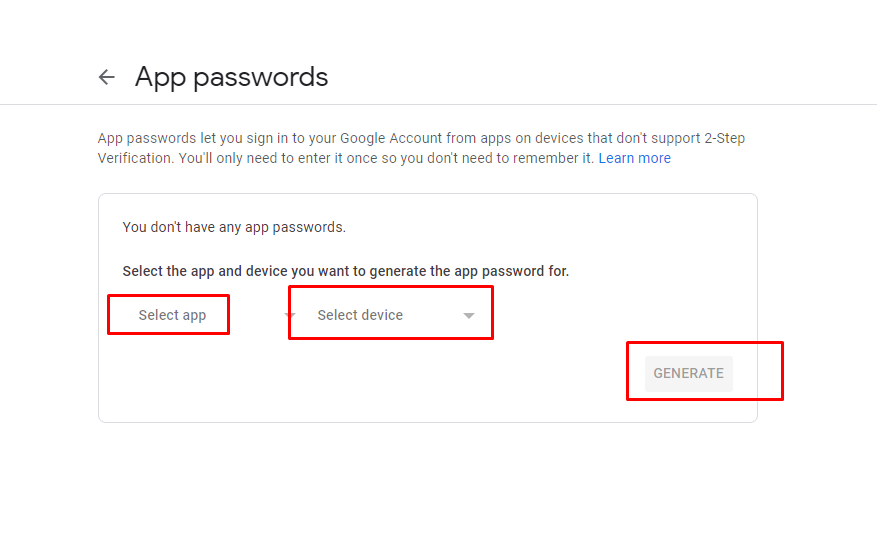 App passwords
App passwords let you sign in to your Google Account from apps on devices that don't support 2-Step
Verification. You'll only need to enter it once so you don't need to remember it. Learn more
You don't have any app passwords.
Select the app and device you want to generate the app password for.
Select app Select device
GENERATE